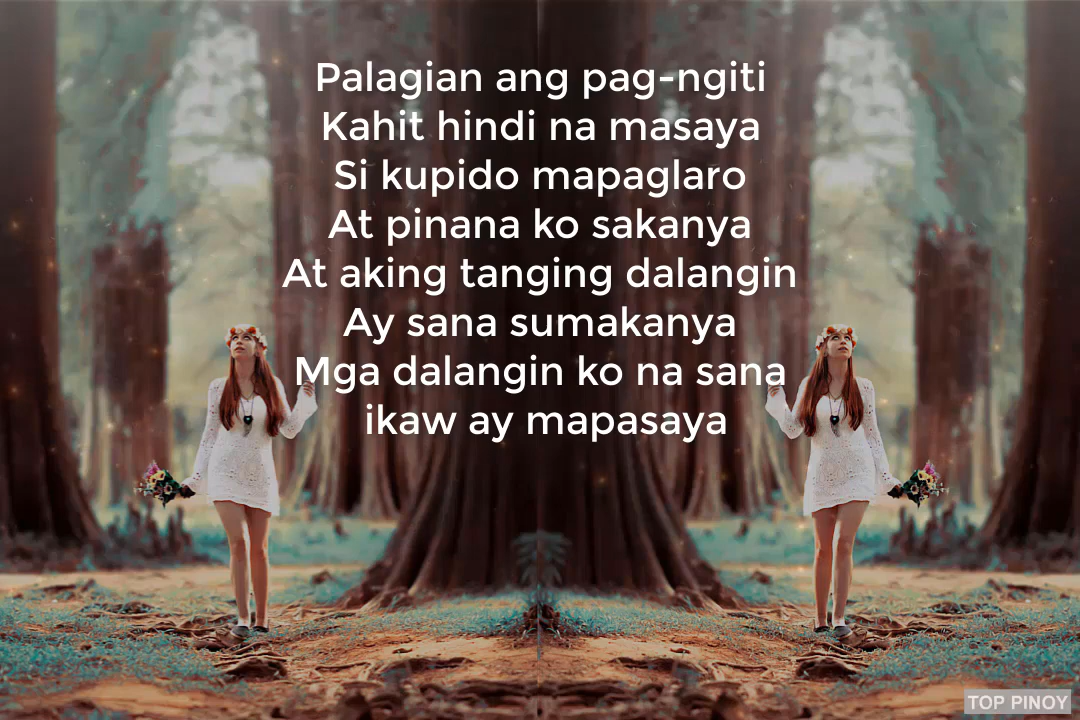 Palagian ang pag-ngiti
Kahit hindi na masaya
Si kupido mapaglaro
At pinana ko sakanya
At aking tanging dalangin
Ay sana sumakanya
Mga dalangin ko na sana
ikaw ay mapasaya
TOP PINOY